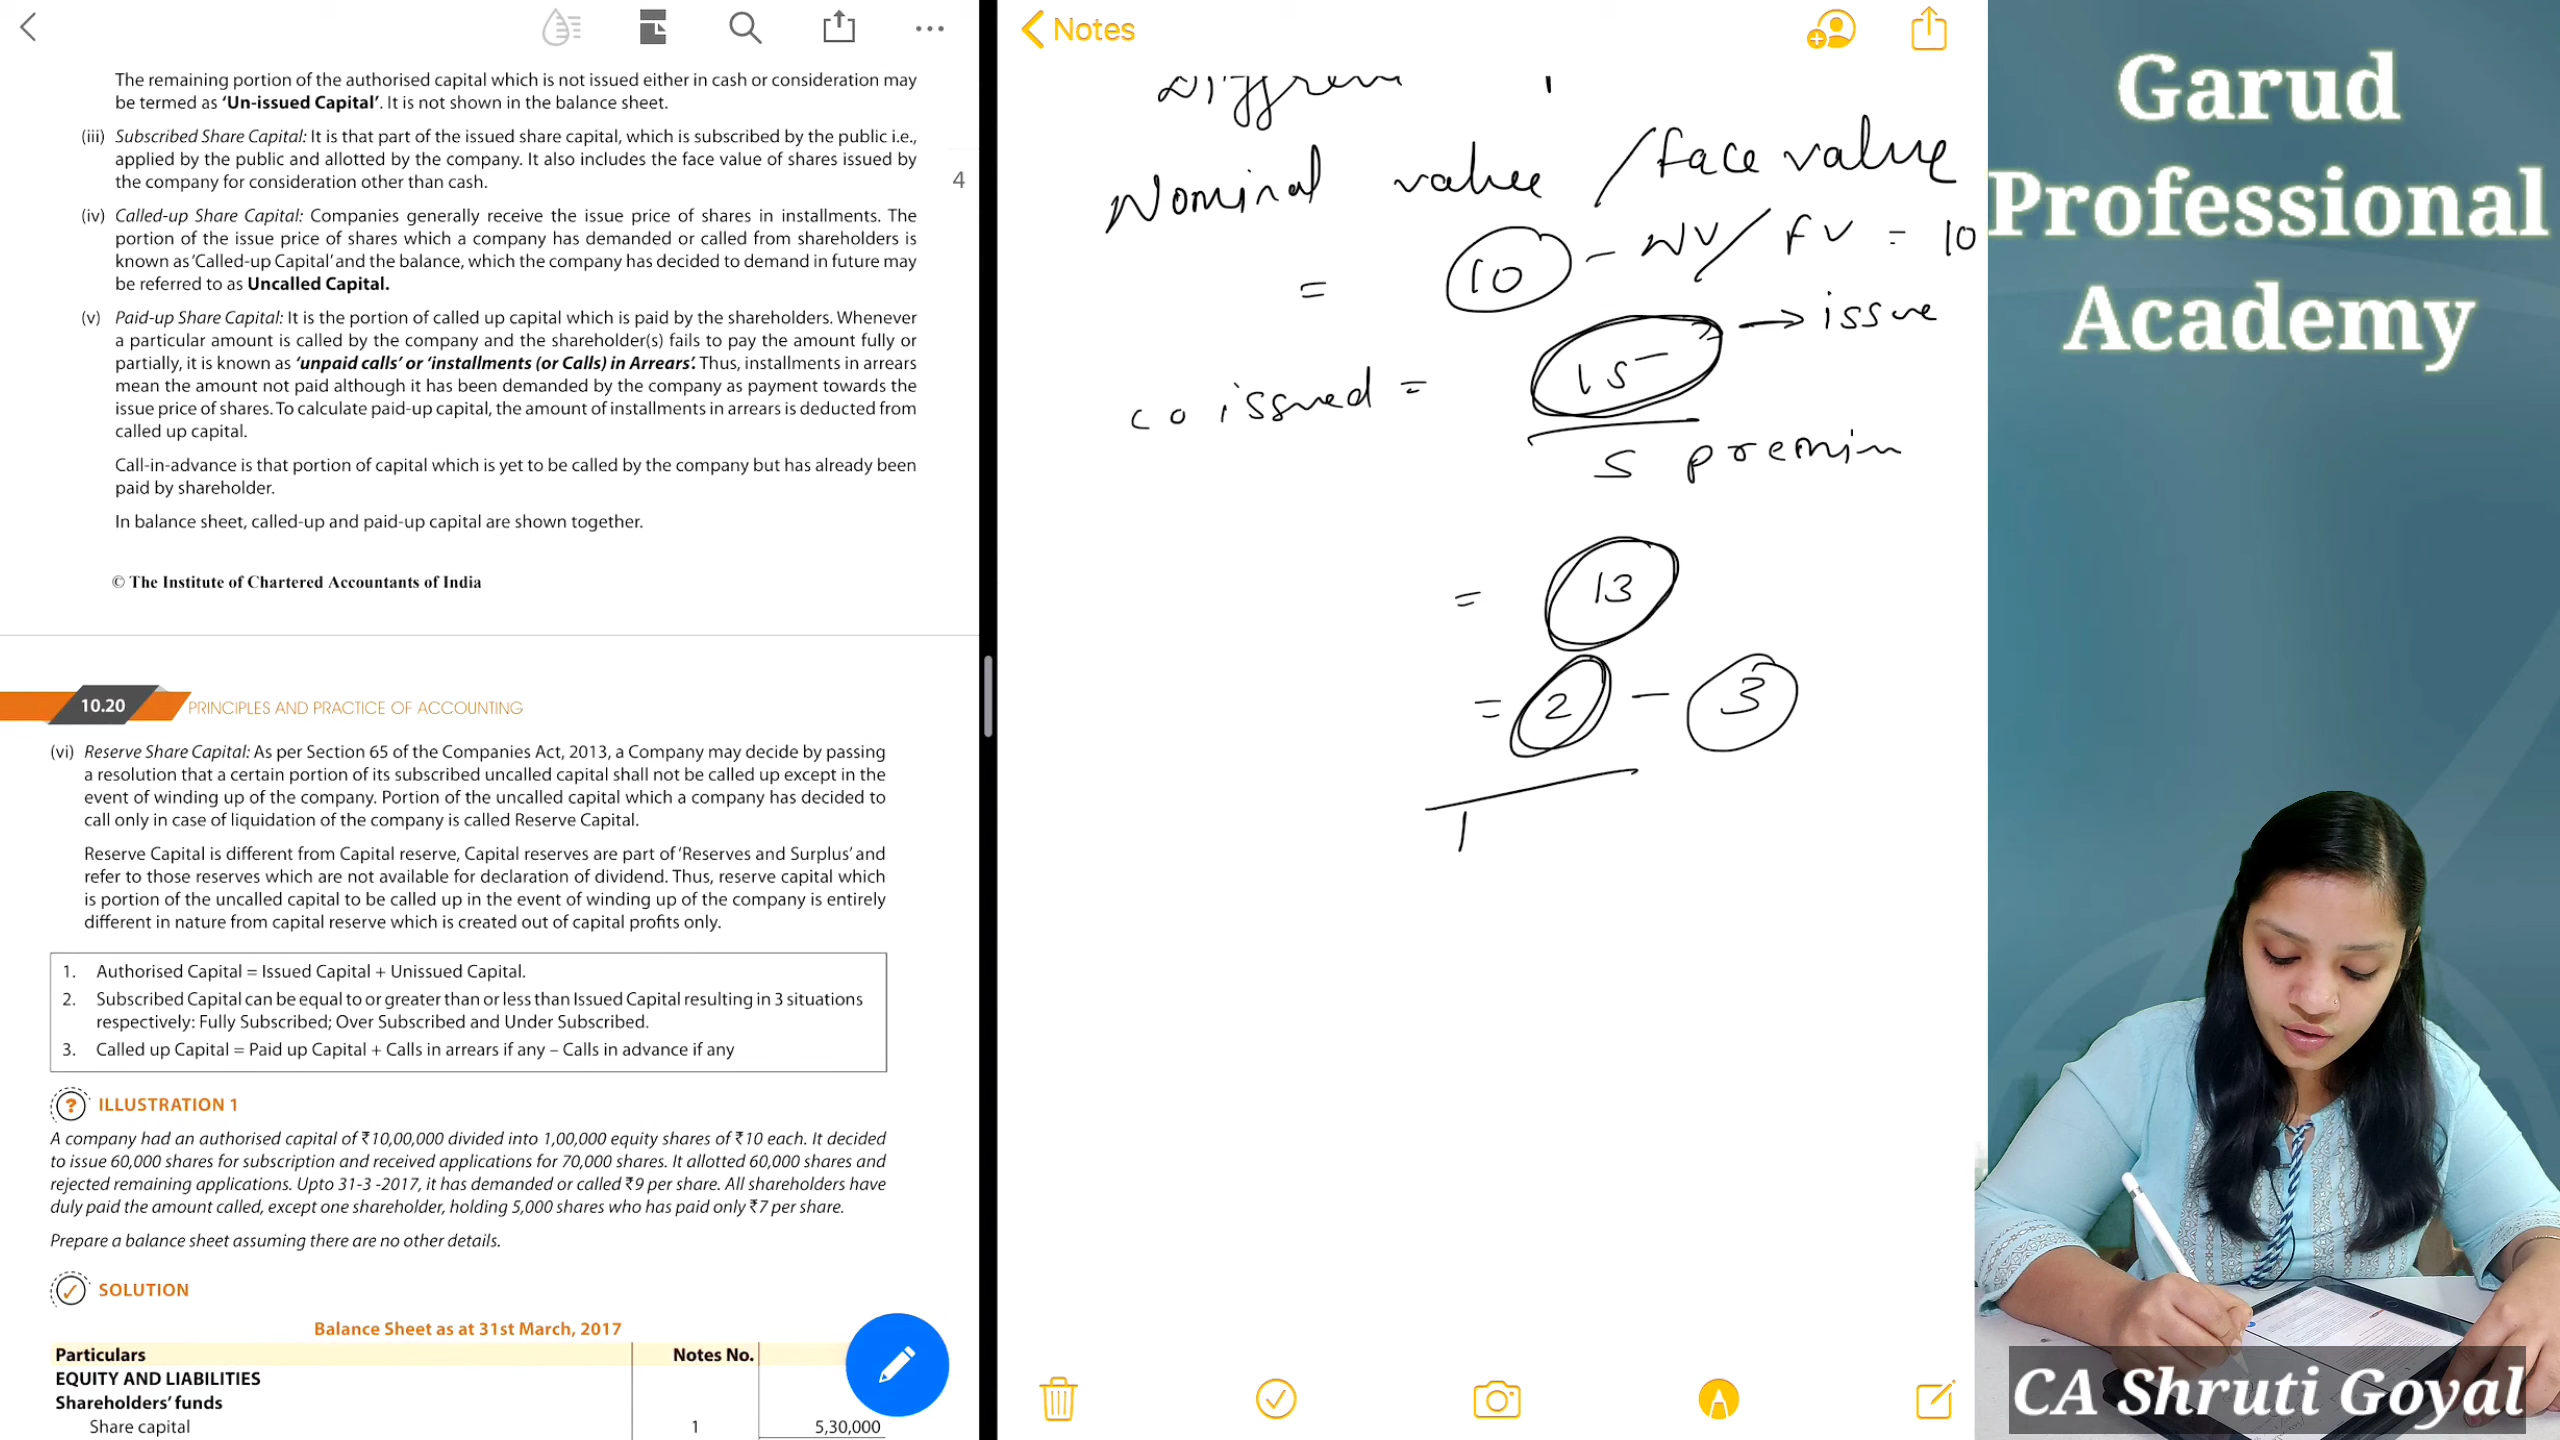 The remaining portion of the authorised capital which is not issued either in cash or consideration may
be termed as 'Un-issued Capital'. It is not shown in the balance sheet.
(iii) Subscribed Share Capital: It is that part of the issued share capital, which is subscribed by the public i.e.,
applied by the public and allotted by the company. It also includes the face value of shares issued by
the company for consideration other than cash.
4
(iv) Called-up Share Capital: Companies generally receive the issue price of shares in installments. The
portion of the issue price of shares which a company has demanded or called from shareholders is
known as 'Called-up Capital' and the balance, which the company has decided to demand in future may
be referred to as Uncalled Capital.
(v) Paid-up Share Capital: It is the portion of called up capital which is paid by the shareholders. Whenever
a particular amount is called by the company and the shareholder(s) fails to pay the amount fully or
partially, it is known as 'unpaid calls' or 'installments (or Calls) in Arrears'. Thus, installments in arrears
mean the amount not paid although it has been demanded by the company as payment towards the
issue price of shares. To calculate paid-up capital, the amount of installments in arrears is deducted from
called up capital.
Call-in-advance is that portion of capital which is yet to be called by the company but has already been
paid by shareholder.
In balance sheet, called-up and paid-up capital are shown together.
© The Institute of Chartered Accountants of India
10.20 PRINCIPLES AND PRACTICE OF ACCOUNTING
(vi) Reserve Share Capital: As per Section 65 of the Companies Act, 2013, a Company may decide by passing
a resolution that a certain portion of its subscribed uncalled capital shall not be called up except in the
event of winding up of the company. Portion of the uncalled capital which a company has decided to
call only in case of liquidation of the company is called Reserve Capital.
Reserve Capital is different from Capital reserve, Capital reserves are part of 'Reserves and Surplus' and
refer to those reserves which are not available for declaration of dividend. Thus, reserve capital which
is portion of the uncalled capital to be called up in the event of winding up of the company is entirely
different in nature from capital reserve which is created out of capital profits only.
1. Authorised Capital = Issued Capital + Unissued Capital.
2. Subscribed Capital can be equal to or greater than or less than Issued Capital resulting in 3 situations
respectively: Fully Subscribed; Over Subscribed and Under Subscribed.
3. Called up Capital = Paid up Capital + Calls in arrears if any – Calls in advance if any
? ILLUSTRATION 1
A company had an authorised capital of ₹10,00,000 divided into 1,00,000 equity shares of ₹10 each. It decided
to issue 60,000 shares for subscription and received applications for 70,000 shares. It allotted 60,000 shares and
rejected remaining applications. Upto 31-3 -2017, it has demanded or called ₹9 per share. All shareholders have
duly paid the amount called, except one shareholder, holding 5,000 shares who has paid only ₹7 per share.
Prepare a balance sheet assuming there are no other details.
SOLUTION
Balance Sheet as at 31st March, 2017
Particulars Notes No.
EQUITY AND LIABILITIES
Shareholders' funds
Share capital 1 5,30,000
Notes
Nominal value / face value
= 10 - NV / FV = 10
co issued = 15 → issue
5 premium
= 13
= 2 - 3
1
Garud
Professional
Academy
CA Shruti Goyal